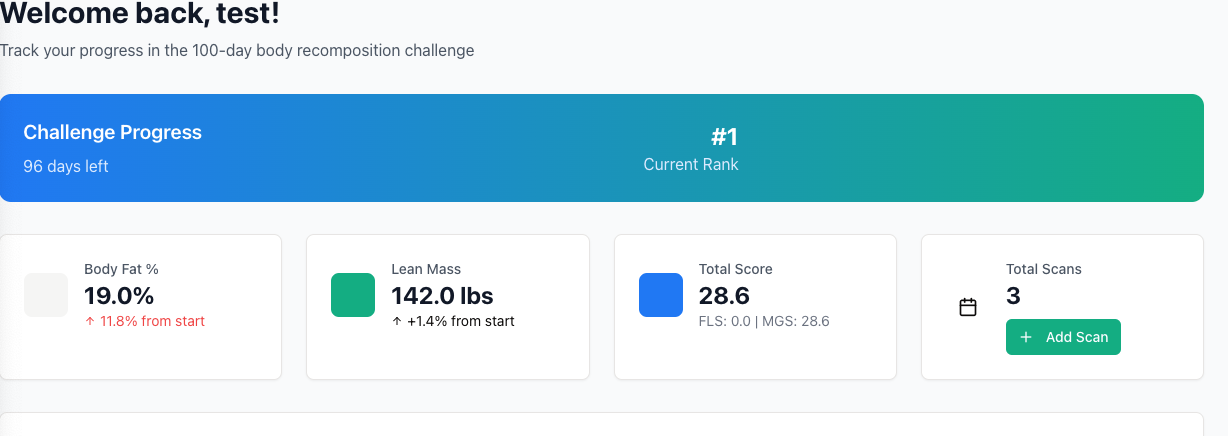 Welcome back, test!
Track your progress in the 100-day body recomposition challenge
Challenge Progress
96 days left
#1
Current Rank
Body Fat %
19.0%
↑ 11.8% from start
Lean Mass
142.0 lbs
↑ +1.4% from start
Total Score
28.6
FLS: 0.0 | MGS: 28.6
Total Scans
3
+ Add Scan